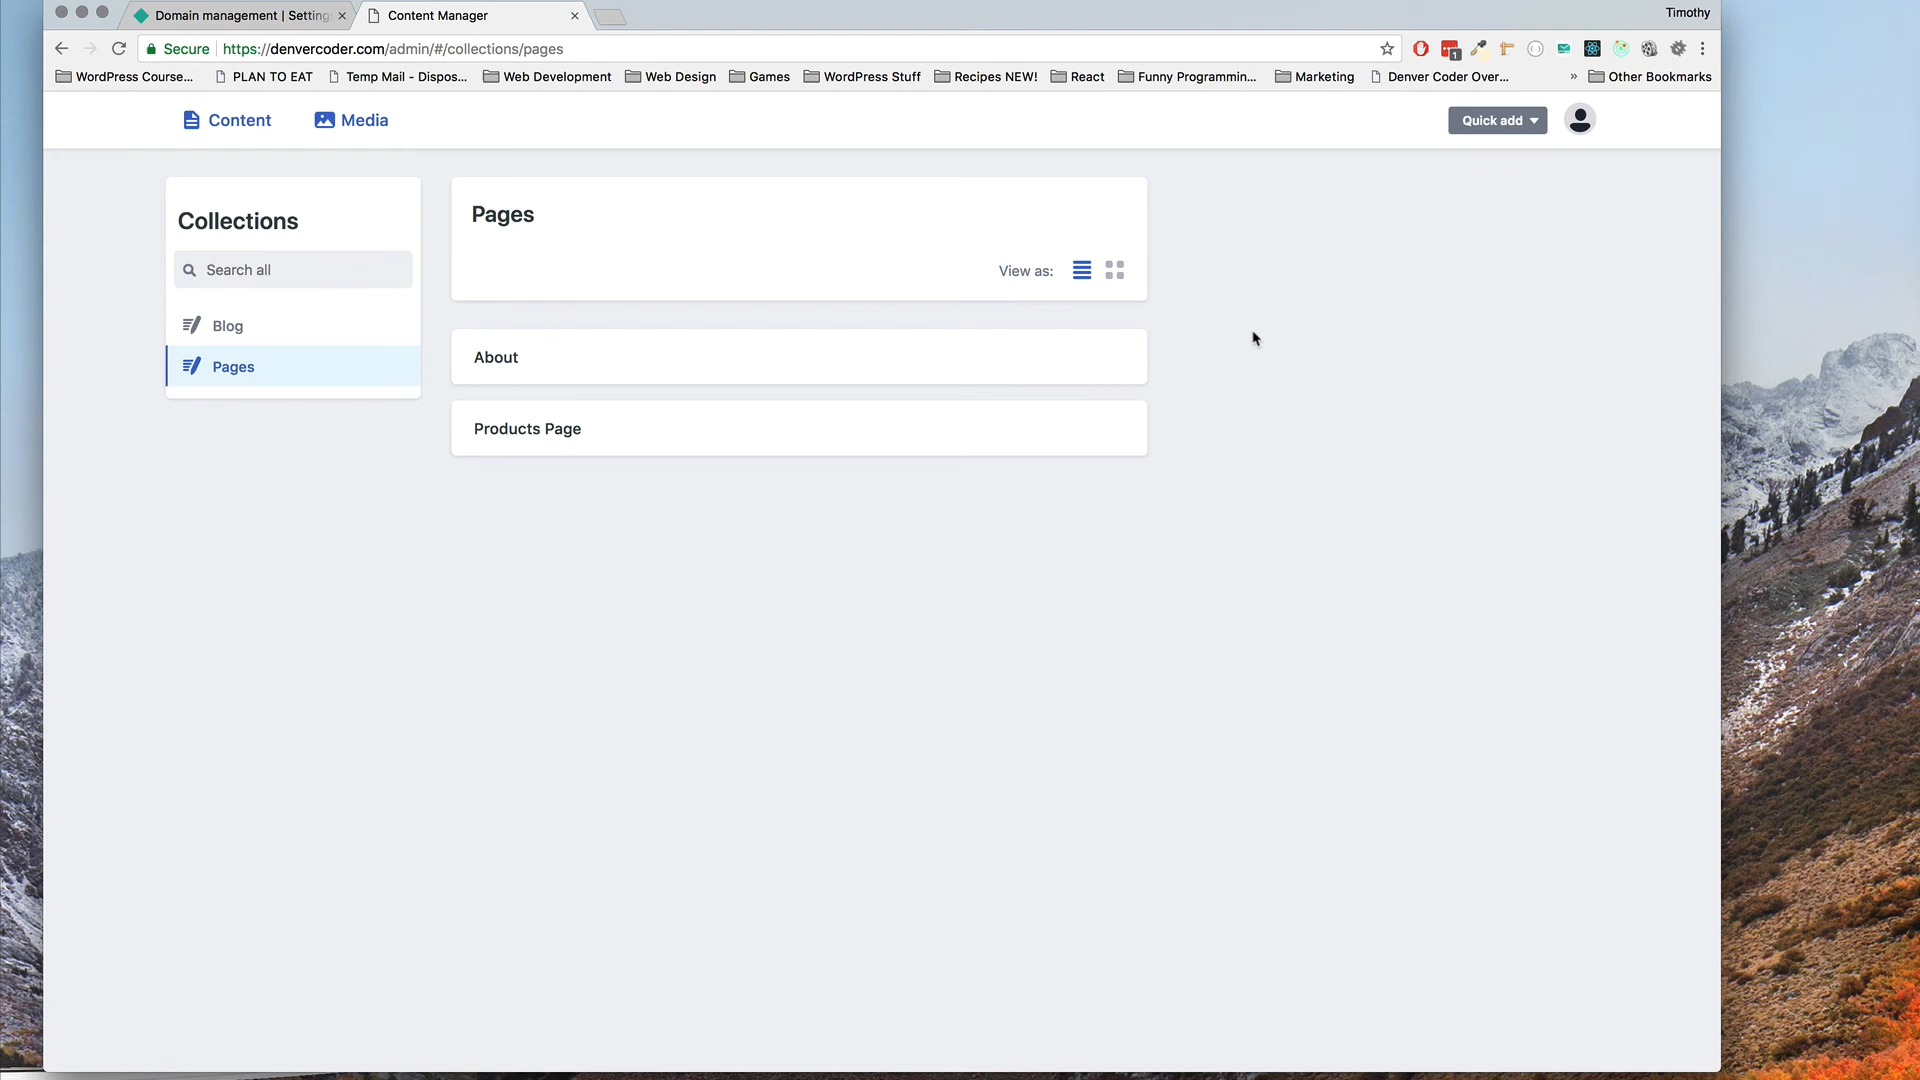 Timothy
Domain management | Setting
Content Manager
Secure https://denvercoder.com/admin/#/collections/pages
1
WordPress Course... PLAN TO EAT Temp Mail - Dispos... Web Development Web Design Games WordPress Stuff Recipes NEW! React Funny Programmin... Marketing Denver Coder Over... » Other Bookmarks
Content Media Quick add
Collections
Search all
Blog
Pages
Pages
View as:
About
Products Page